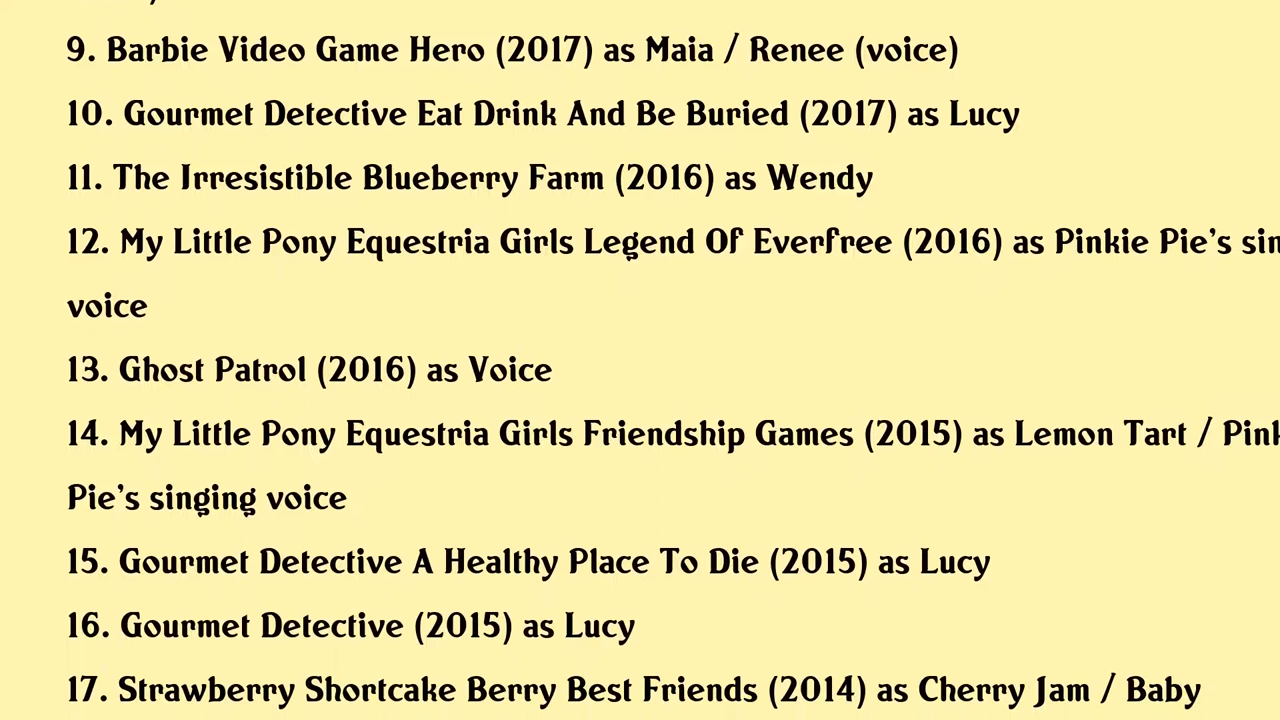 9. Barbie Video Game Hero (2017) as Maia / Renee (voice)
10. Gourmet Detective Eat Drink And Be Buried (2017) as Lucy
11. The Irresistible Blueberry Farm (2016) as Wendy
12. My Little Pony Equestria Girls Legend Of Everfree (2016) as Pinkie Pie's
voice
13. Ghost Patrol (2016) as Voice
14. My Little Pony Equestria Girls Friendship Games (2015) as Lemon Tart /
Pie's singing voice
15. Gourmet Detective A Healthy Place To Die (2015) as Lucy
16. Gourmet Detective (2015) as Lucy
17. Strawberry Shortcake Berry Best Friends (2014) as Cherry Jam / Baby